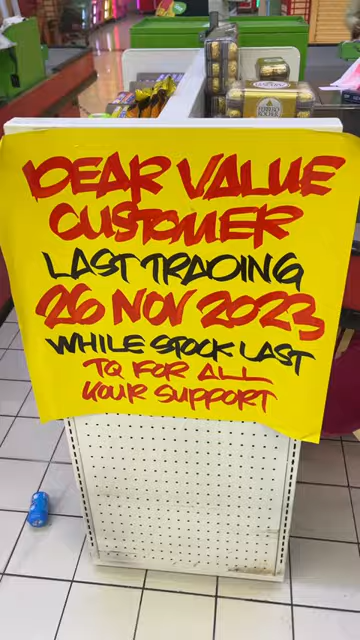 DEAR VALUE
CUSTOMER
LAST TRADING
26 NOV 2023
WHILE STOCK LAST
TQ FOR ALL
YOUR SUPPORT